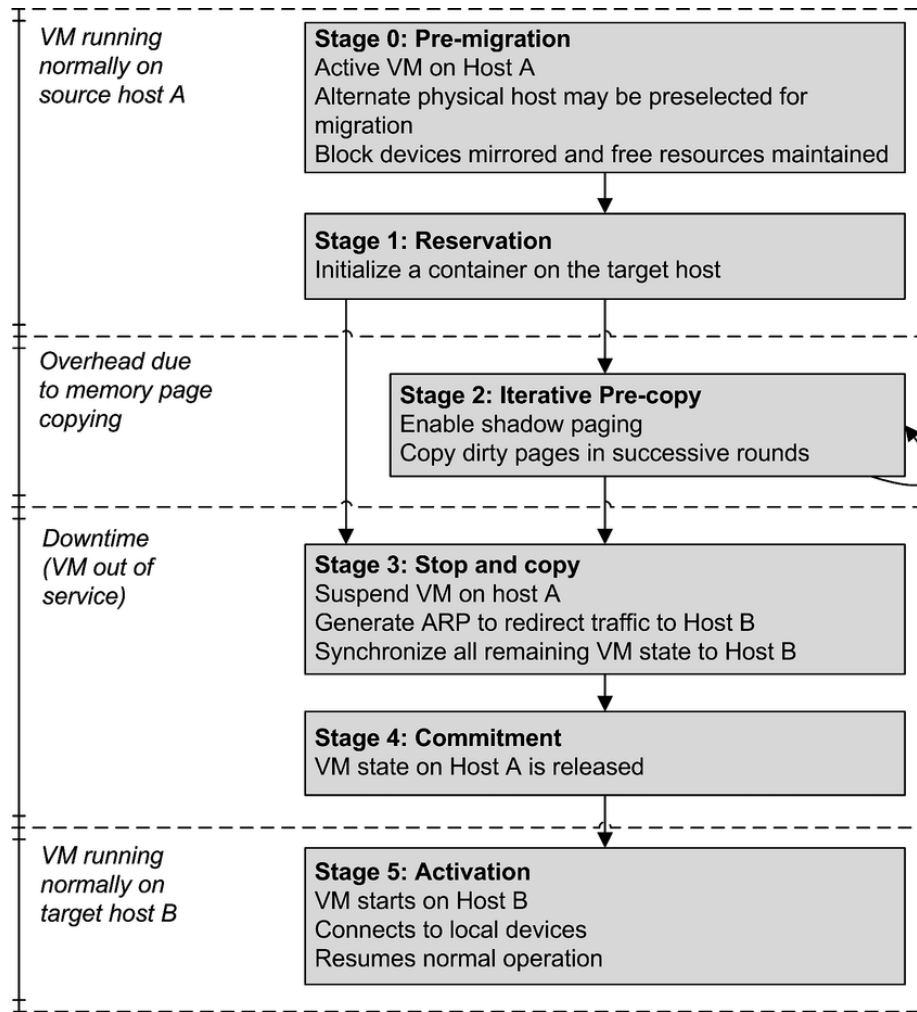 VM running
normally on
source host A
Stage 0: Pre-migration
Active VM on Host A
Alternate physical host may be preselected for
migration
Block devices mirrored and free resources maintained
Stage 1: Reservation
Initialize a container on the target host
Overhead due
to memory page
copying
Stage 2: Iterative Pre-copy
Enable shadow paging
Copy dirty pages in successive rounds
Downtime
(VM out of
service)
Stage 3: Stop and copy
Suspend VM on host A
Generate ARP to redirect traffic to Host B
Synchronize all remaining VM state to Host B
Stage 4: Commitment
VM state on Host A is released
VM running
normally on
target host B
Stage 5: Activation
VM starts on Host B
Connects to local devices
Resumes normal operation